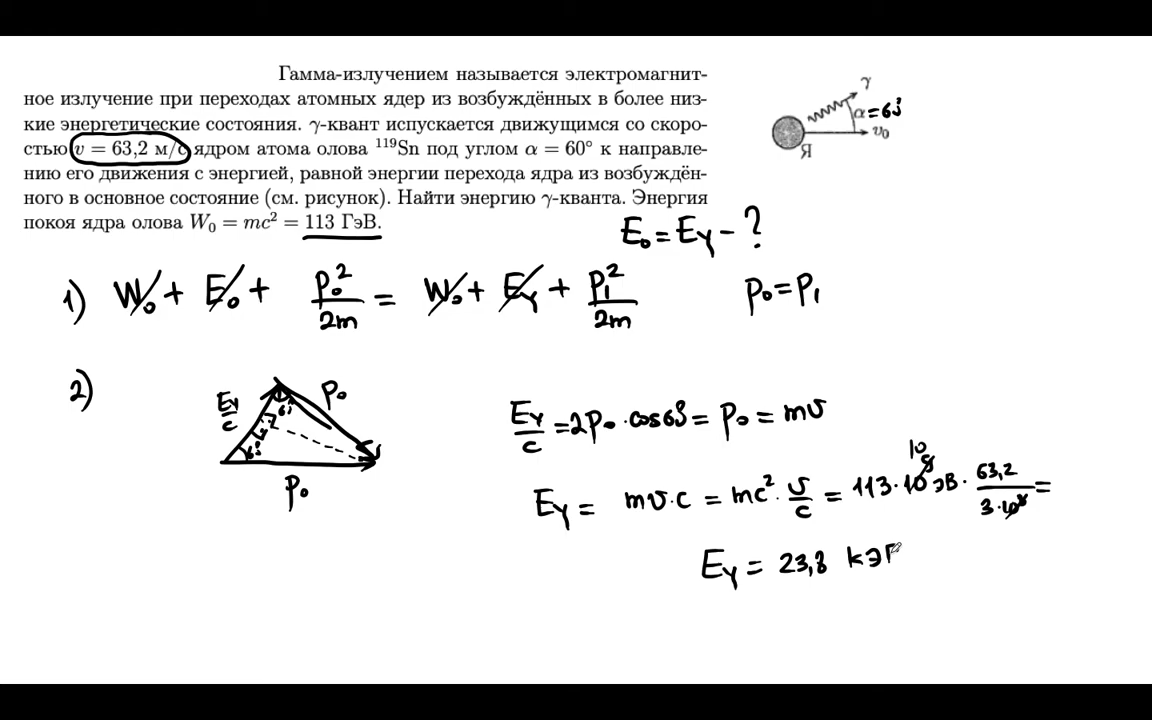 Гамма-излучением называется электромагнит-
ное излучение при переходах атомных ядер из возбуждённых в более низ-
кие энергетические состояния. γ-квант испускается движущимся со скоро-
стью v = 63,2 м/с ядром атома олова ¹¹⁹Sn под углом α = 60° к направле-
нию его движения с энергией, равной энергии перехода ядра из возбуждён-
ного в основное состояние (см. рисунок). Найти энергию γ-кванта. Энергия
покоя ядра олова W₀ = mc² = 113 ГэВ.
γ
α = 60°
v₀
Я
E₀ = Eγ - ?
1) W₀ + E₀ + p₀²/2m = W₀ + Eγ + p₁²/2m
p₀ = p₁
2)
Eγ/c
p₀
60°
60°
p₀
Eγ/c = 2p₀ · cos60° = p₀ = mv
Eγ = mv·c = mc² · v/c = 113·10⁹ эВ · 63,2/3·10⁸ =
10
Eγ = 23,8 кэ